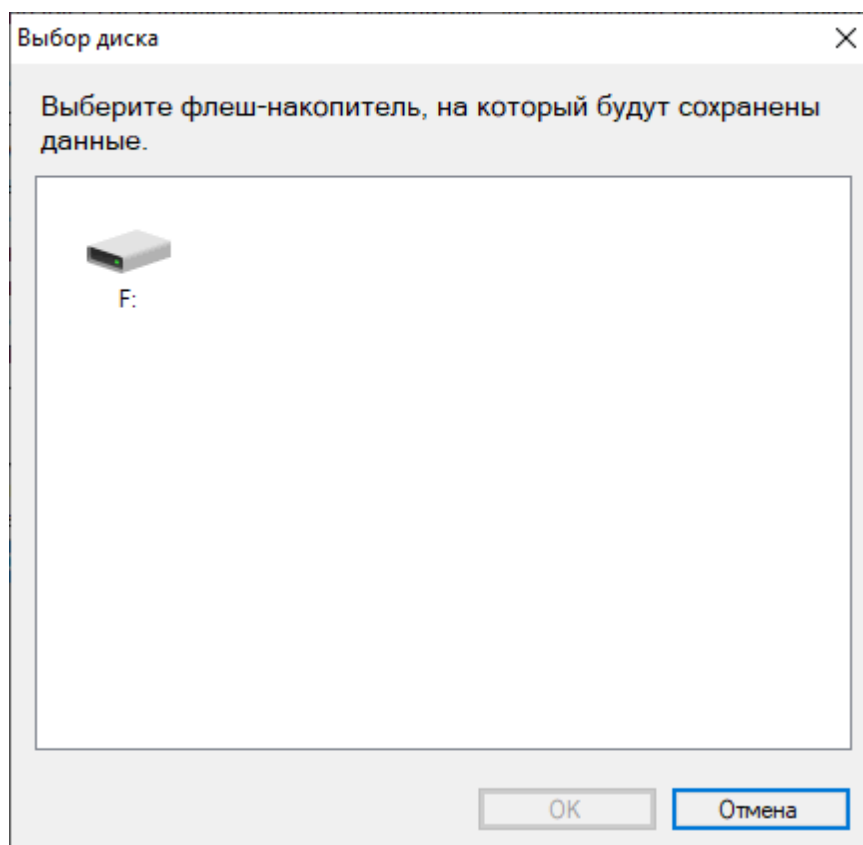 Выбор диска
Выберите флеш-накопитель, на который будут сохранены
данные.
F:
OK
Отмена